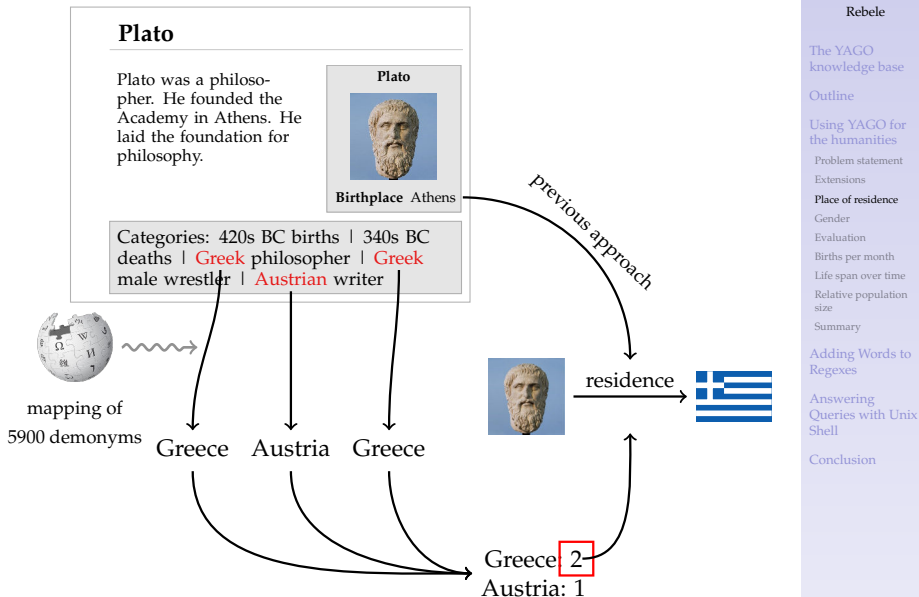 Plato
Plato was a philoso-
pher. He founded the
Academy in Athens. He
laid the foundation for
philosophy.
Plato
Birthplace Athens
Categories: 420s BC births | 340s BC
deaths | Greek philosopher | Greek
male wrestler | Austrian writer
previous approach
Ω
W
И
mapping of
5900 demonyms
Greece
Austria
Greece
residence
Greece: 2
Austria: 1
Rebele
The YAGO
knowledge base
Outline
Using YAGO for
the humanities
Problem statement
Extensions
Place of residence
Gender
Evaluation
Births per month
Life span over time
Relative population
size
Summary
Adding Words to
Regexes
Answering
Queries with Unix
Shell
Conclusion